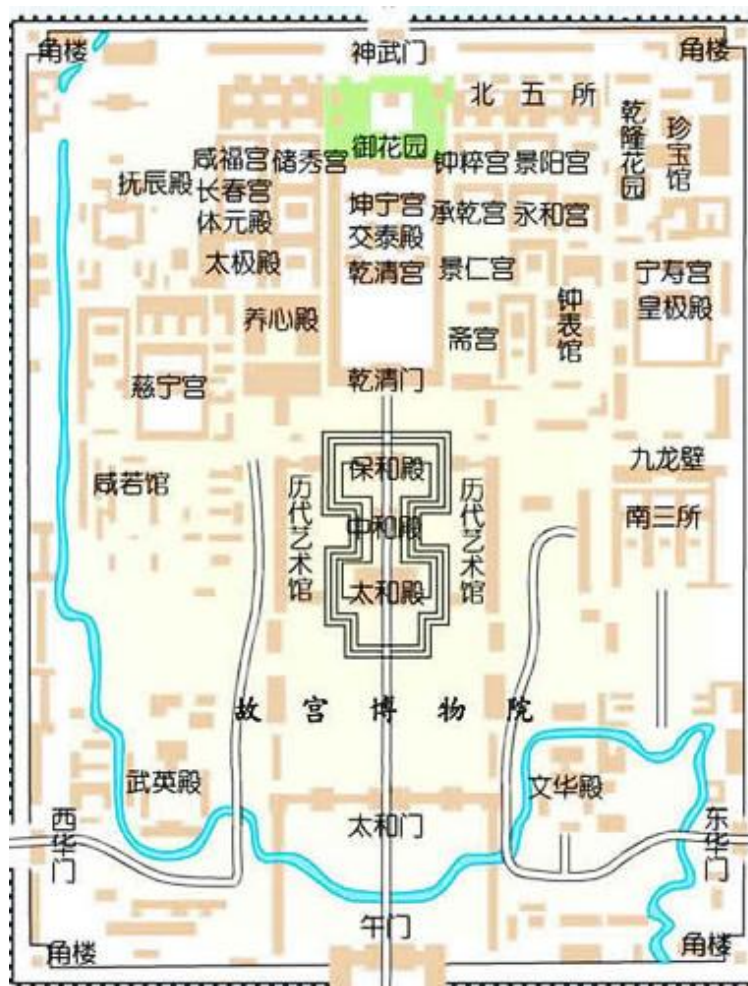 角楼
神武门
角楼
北五所
御花园
乾隆花园
珍宝馆
咸福宫
储秀宫
钟粹宫
景阳宫
抚辰殿
长春宫
坤宁宫
承乾宫
永和宫
体元殿
交泰殿
太极殿
乾清宫
景仁宫
宁寿宫
皇极殿
养心殿
斋宫
钟表馆
慈宁宫
乾清门
保和殿
九龙壁
咸若馆
历代艺术馆
中和殿
历代艺术馆
南三所
太和殿
故宫博物院
武英殿
文华殿
西华门
太和门
东华门
午门
角楼
角楼